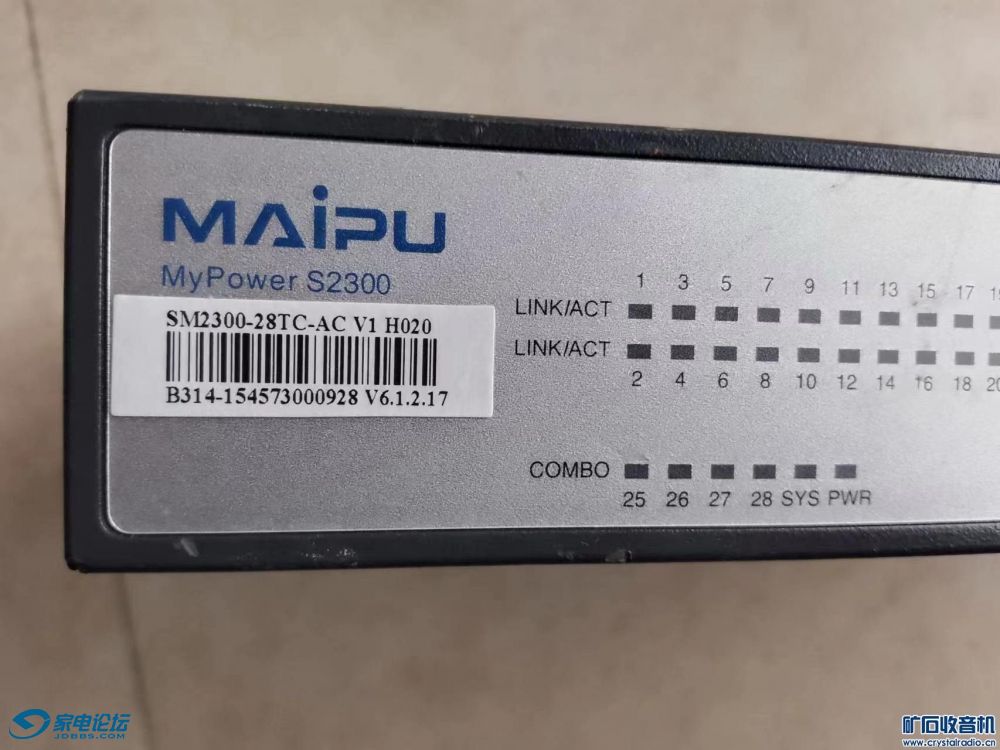 MAiPU
MyPower S2300
SM2300-28TC-AC V1 H020
B314-154573000928 V6.1.2.17
1 3 5 7 9 11 13 15 17
LINK/ACT
LINK/ACT
2 4 6 8 10 12 14 16 18 20
COMBO
25 26 27 28 SYS PWR
家电论坛
JDBBS.COM
矿石收音机
www.crystalradio.cn